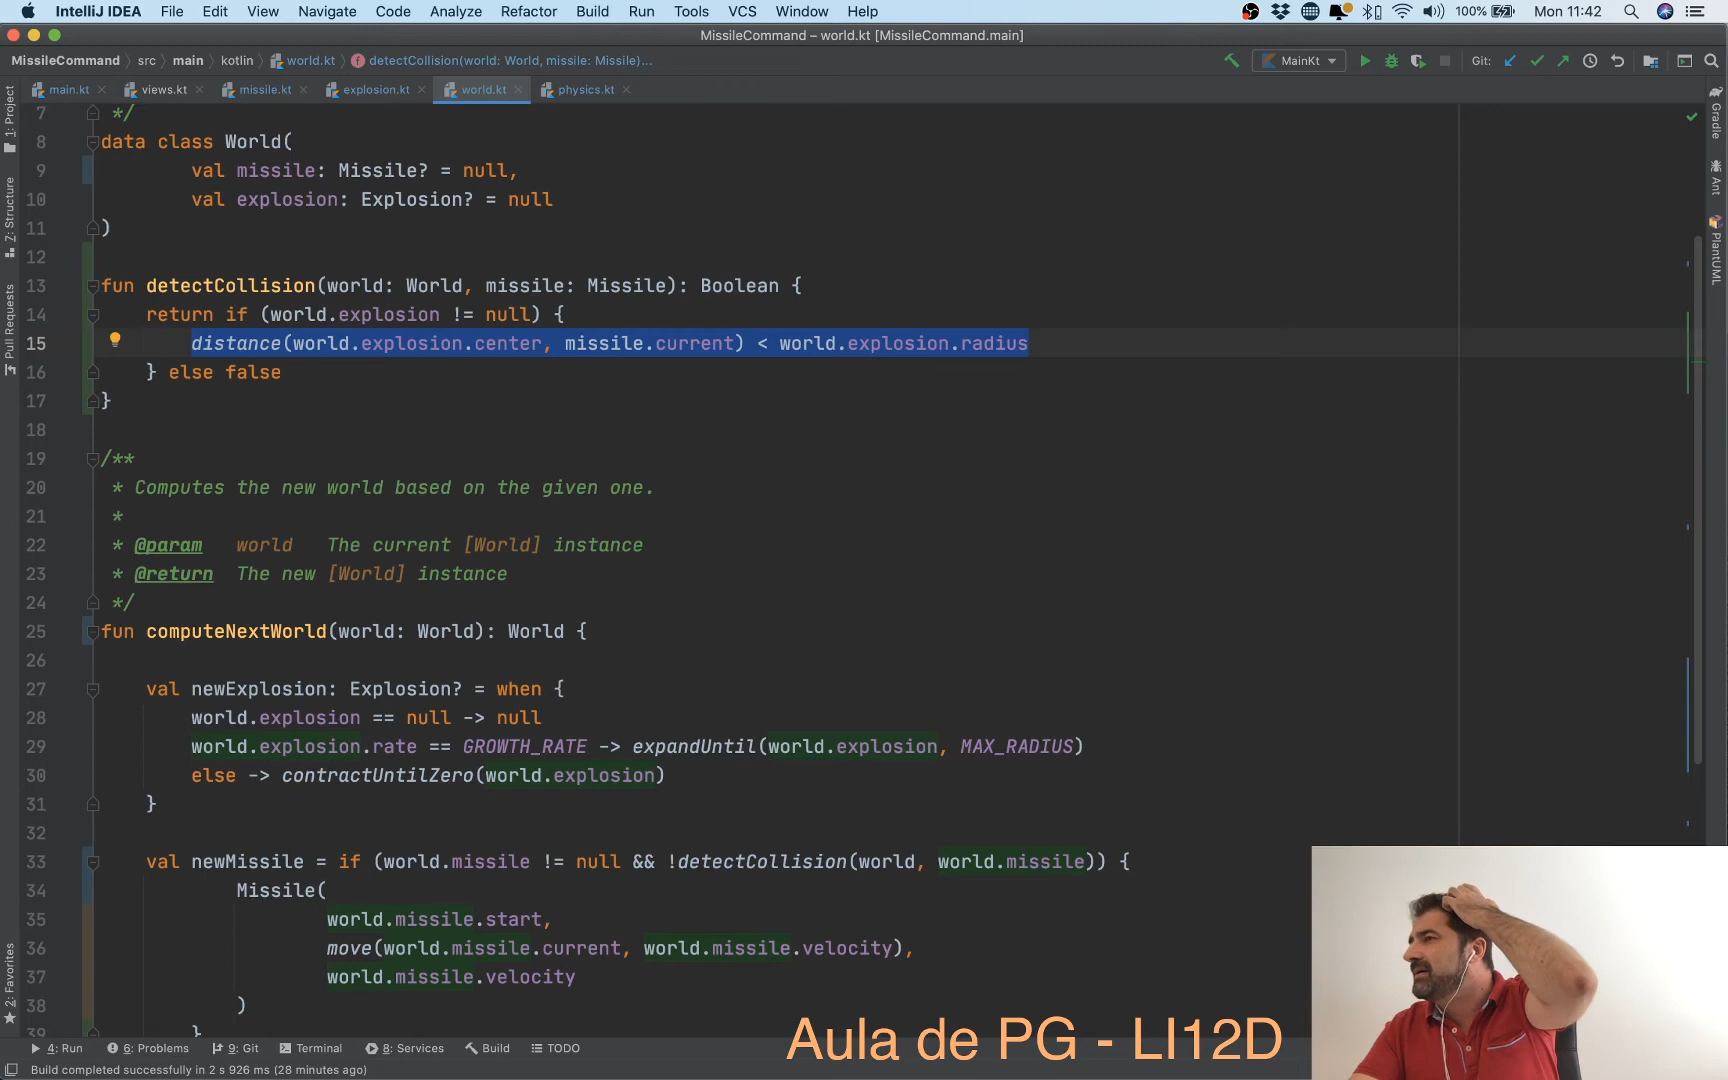 IntelliJ IDEA File Edit View Navigate Code Analyze Refactor Build Run Tools VCS Window Help 100% Mon 11:42
MissileCommand – world.kt [MissileCommand.main]
MissileCommand src main kotlin world.kt detectCollision(world: World, missile: Missile)... MainKt Git:
main.kt views.kt missile.kt explosion.kt world.kt physics.kt
1: Project
Z: Structure
Pull Requests
2: Favorites
Gradle
Ant
PlantUML
7 */
8 data class World(
9 val missile: Missile? = null,
10 val explosion: Explosion? = null
11 )
12
13 fun detectCollision(world: World, missile: Missile): Boolean {
14 return if (world.explosion != null) {
15 distance(world.explosion.center, missile.current) < world.explosion.radius
16 } else false
17 }
18
19 /**
20 * Computes the new world based on the given one.
21 *
22 * @param world The current [World] instance
23 * @return The new [World] instance
24 */
25 fun computeNextWorld(world: World): World {
26
27 val newExplosion: Explosion? = when {
28 world.explosion == null -> null
29 world.explosion.rate == GROWTH_RATE -> expandUntil(world.explosion, MAX_RADIUS)
30 else -> contractUntilZero(world.explosion)
31 }
32
33 val newMissile = if (world.missile != null && !detectCollision(world, world.missile)) {
34 Missile(
35 world.missile.start,
36 move(world.missile.current, world.missile.velocity),
37 world.missile.velocity
38 )
39 }
Aula de PG - LI12D
4: Run 6: Problems 9: Git Terminal 8: Services Build TODO
Build completed successfully in 2 s 926 ms (28 minutes ago)